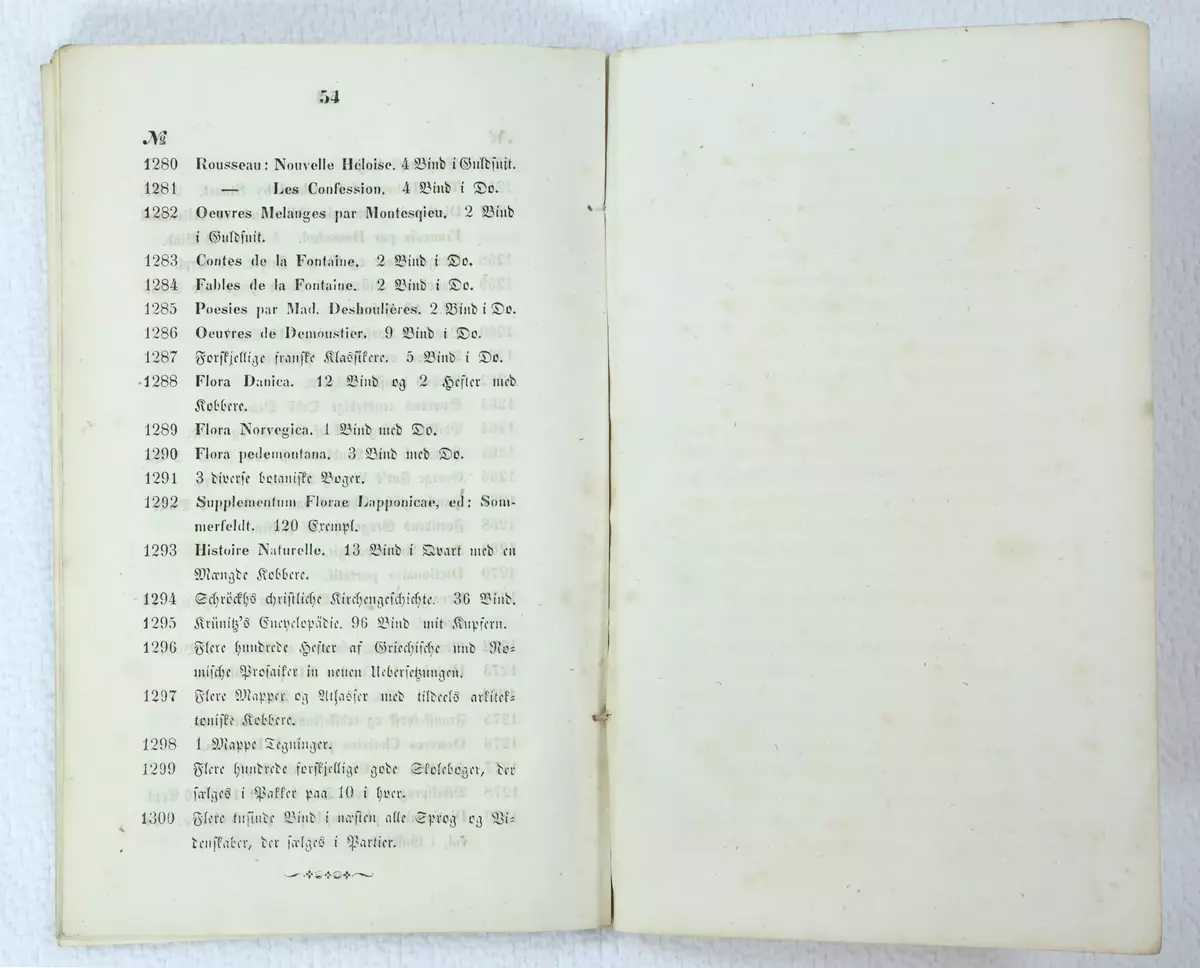 54
№
1280 Rousseau: Nouvelle Héloise. 4 Bind i Guldsnit.
1281 — Les Confession. 4 Bind i Do.
1282 Oeuvres Melanges par Montesqieu. 2 Bind
i Guldsnit.
1283 Contes de la Fontaine. 2 Bind i Do.
1284 Fables de la Fontaine. 2 Bind i Do.
1285 Poesies par Mad. Deshoulières. 2 Bind i Do.
1286 Oeuvres de Demoustier. 9 Bind i Do.
1287 Forskjellige franske Klassikere. 5 Bind i Do.
1288 Flora Danica. 12 Bind og 2 Hefter med
Kobbere.
1289 Flora Norvegica. 1 Bind med Do.
1290 Flora pedemontana. 3 Bind med Do.
1291 3 diverse botaniske Bøger.
1292 Supplementum Florae Lapponicae, ed: Som-
merfeldt. 120 Exempl.
1293 Histoire Naturelle. 13 Bind i Qvart med en
Mængde Kobbere.
1294 Schröckhs christliche Kirchengeschichte. 36 Bind.
1295 Krünitz's Encyclopädie. 96 Bind mit Kupfern.
1296 Flere hundrede Hefter af Griechische und Ro-
mische Prosaiker in neuen Uebersetzungen.
1297 Flere Mapper og Athasser med tildeels arkitek-
toniske Kobbere.
1298 1 Mappe Tegninger.
1299 Flere hundrede forskjellige gode Skolebøger, der
sælges i Pakker paa 10 i hver.
1300 Flere tusinde Bind i næsten alle Sprog og Vi-
denskaber, der sælges i Partier.